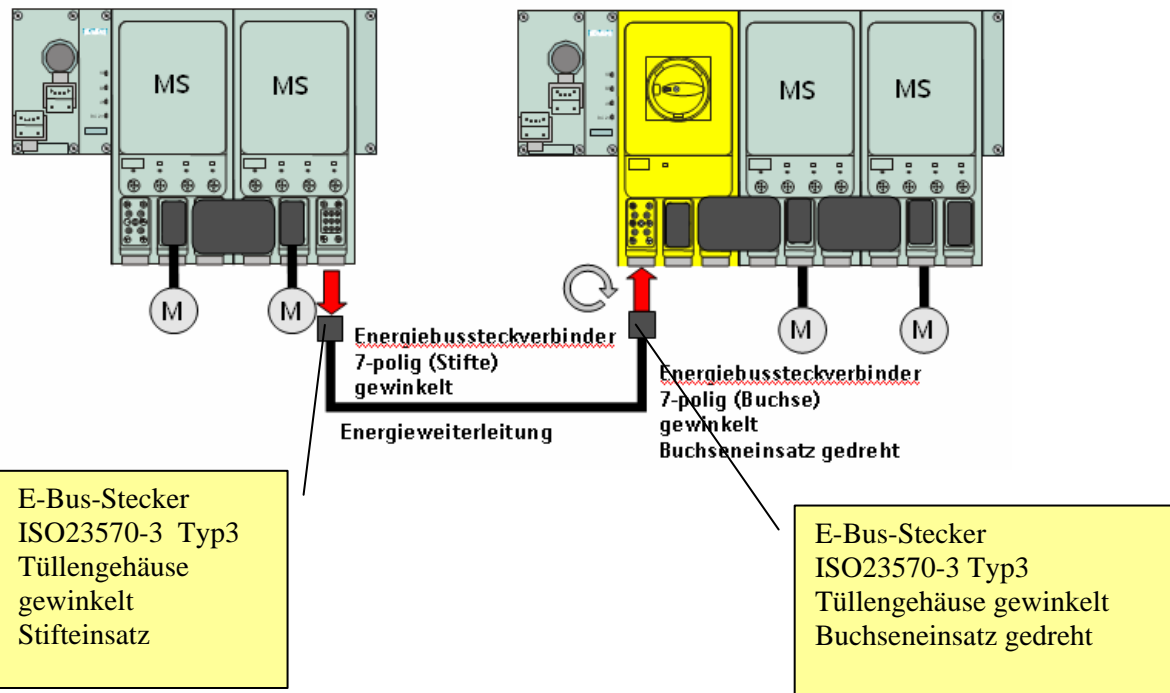 MS
MS
MS
MS
M
M
M
M
Energiebussteckverbinder
7-polig (Stifte)
gewinkelt
Energieweiterleitung
Energiebussteckverbinder
7-polig (Buchse)
gewinkelt
Buchseneinsatz gedreht
E-Bus-Stecker
ISO23570-3 Typ3
Tüllengehäuse
gewinkelt
Stifteinsatz
E-Bus-Stecker
ISO23570-3 Typ3
Tüllengehäuse gewinkelt
Buchseneinsatz gedreht